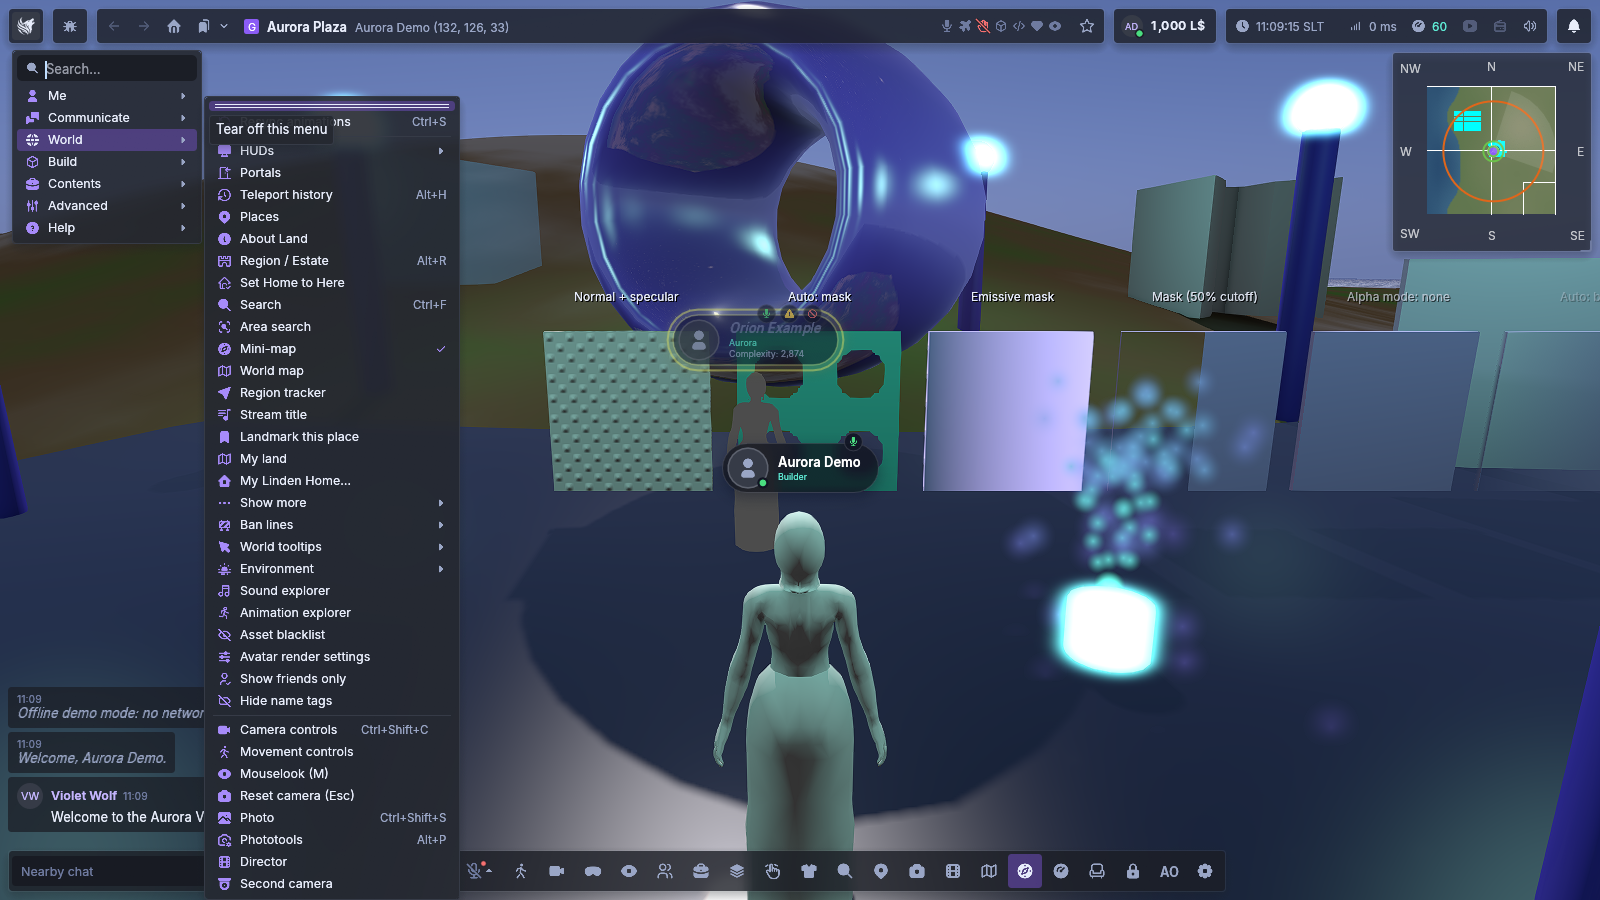 Aurora Plaza Aurora Demo (132, 126, 33)
AD 1,000 L$
11:09:15 SLT 0 ms 60
Search...
Me
Communicate
World
Build
Contents
Advanced
Help
Ctrl+S
Tear off this menu
HUDs
Portals
Teleport history Alt+H
Places
About Land
Region / Estate Alt+R
Set Home to Here
Search Ctrl+F
Area search
Mini-map
World map
Region tracker
Stream title
Landmark this place
My land
My Linden Home...
Show more
Ban lines
World tooltips
Environment
Sound explorer
Animation explorer
Asset blacklist
Avatar render settings
Show friends only
Hide name tags
Camera controls Ctrl+Shift+C
Movement controls
Mouselook (M)
Reset camera (Esc)
Photo Ctrl+Shift+S
Phototools Alt+P
Director
Second camera
NW N NE
W E
SW S SE
Normal + specular
Auto: mask
Emissive mask
Mask (50% cutoff)
Alpha mode: none
Auto:
Orion Example
Aurora
Complexity: 2,874
Aurora Demo
Builder
11:09
Offline demo mode: no networ
11:09
Welcome, Aurora Demo.
VW Violet Wolf 11:09
Welcome to the Aurora V
Nearby chat
AO